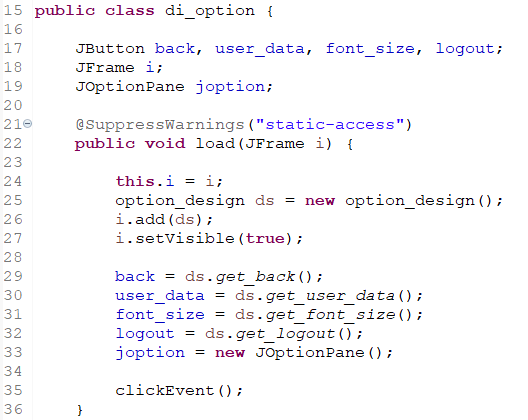 15 public class di_option {
16
17     JButton back, user_data, font_size, logout;
18     JFrame i;
19     JOptionPane joption;
20
21     @SuppressWarnings("static-access")
22     public void load(JFrame i) {
23
24         this.i = i;
25         option_design ds = new option_design();
26         i.add(ds);
27         i.setVisible(true);
28
29         back = ds.get_back();
30         user_data = ds.get_user_data();
31         font_size = ds.get_font_size();
32         logout = ds.get_logout();
33         joption = new JOptionPane();
34
35         clickEvent();
36     }